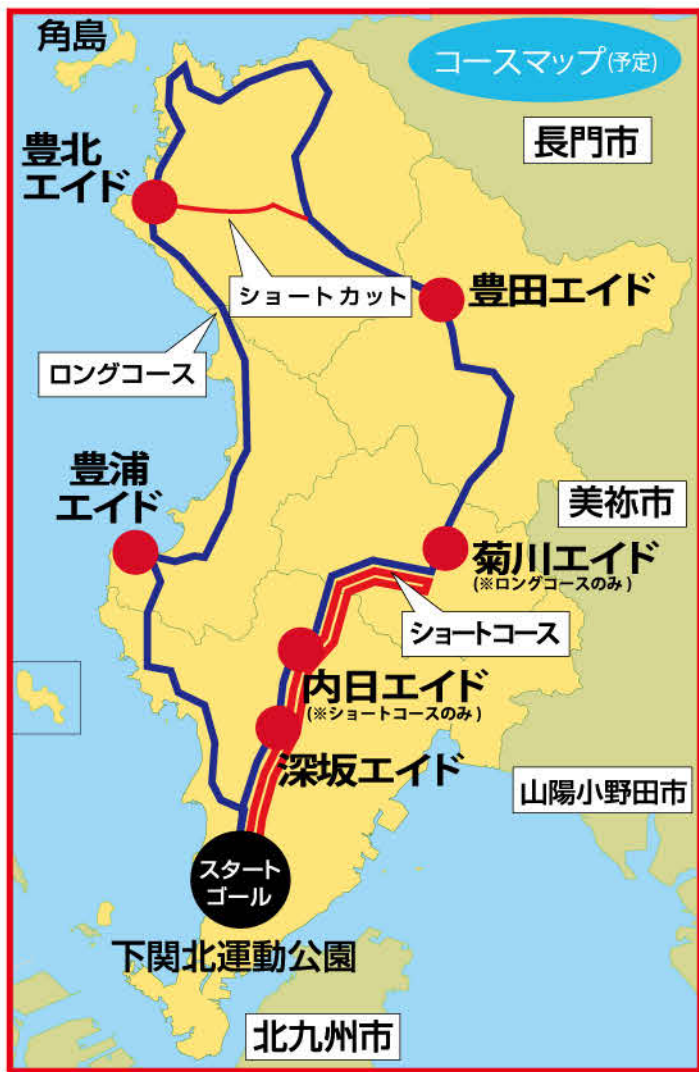 角島
コースマップ(予定)
長門市
豊北
エイド
ショートカット
豊田エイド
ロングコース
豊浦
エイド
美祢市
菊川エイド
(※ロングコースのみ)
ショートコース
内日エイド
(※ショートコースのみ)
深坂エイド
山陽小野田市
スタート
ゴール
下関北運動公園
北九州市